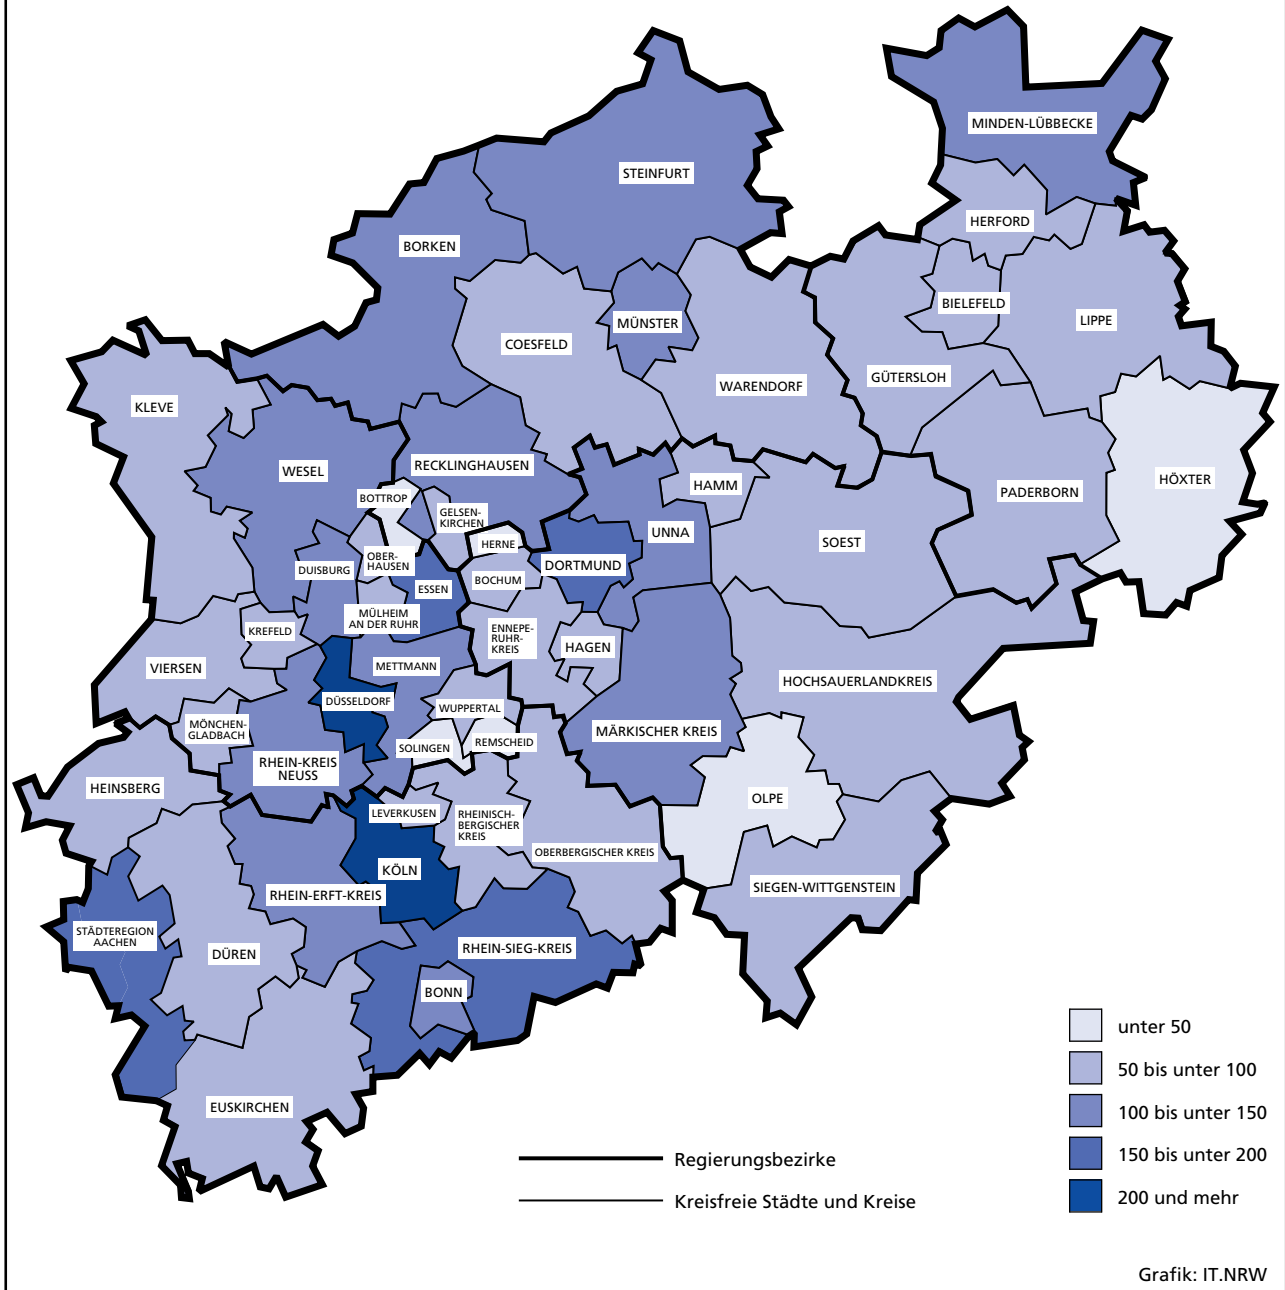 MINDEN-LÜBBECKE
STEINFURT
HERFORD
BORKEN
BIELEFELD
LIPPE
MÜNSTER
COESFELD
GÜTERSLOH
WARENDORF
KLEVE
RECKLINGHAUSEN
WESEL
HÖXTER
HAMM
PADERBORN
BOTTROP
GELSEN-
KIRCHEN
UNNA
SOEST
HERNE
OBER-
HAUSEN
DORTMUND
DUISBURG
BOCHUM
ESSEN
MÜLHEIM
AN DER RUHR
KREFELD
ENNEPE-
RUHR-
KREIS
HAGEN
VIERSEN
METTMANN
HOCHSAUERLANDKREIS
DÜSSELDORF
WUPPERTAL
MÖNCHEN-
GLADBACH
MÄRKISCHER KREIS
SOLINGEN
REMSCHEID
RHEIN-KREIS
NEUSS
HEINSBERG
OLPE
LEVERKUSEN
RHEINISCH-
BERGISCHER
KREIS
OBERBERGISCHER KREIS
KÖLN
SIEGEN-WITTGENSTEIN
RHEIN-ERFT-KREIS
STÄDTEREGION
AACHEN
RHEIN-SIEG-KREIS
DÜREN
BONN
EUSKIRCHEN
unter 50
50 bis unter 100
100 bis unter 150
150 bis unter 200
200 und mehr
Regierungsbezirke
Kreisfreie Städte und Kreise
Grafik: IT.NRW